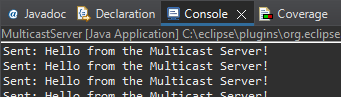 @ Javadoc Declaration Console Coverage
MulticastServer [Java Application] C:\eclipse\plugins\org.eclipse
Sent: Hello from the Multicast Server!
Sent: Hello from the Multicast Server!
Sent: Hello from the Multicast Server!
Sent: Hello from the Multicast Server!